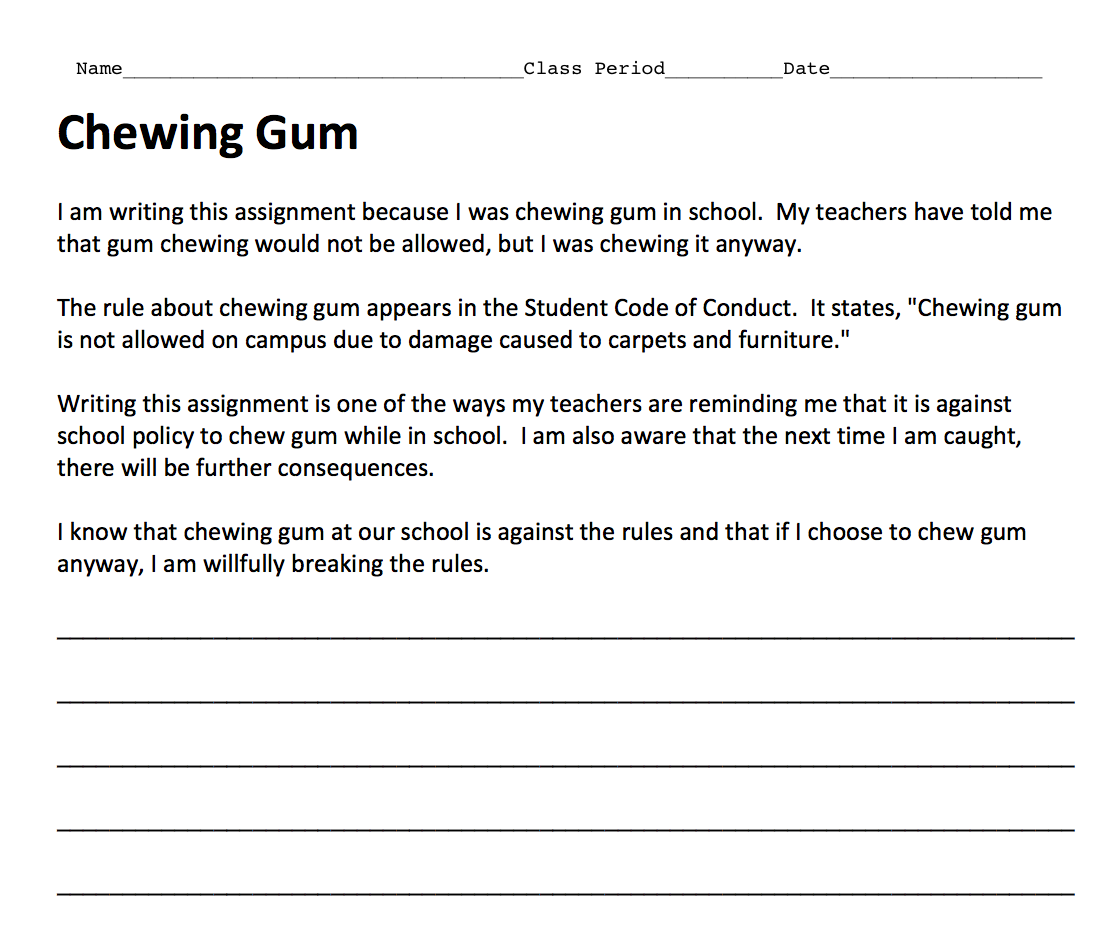 Name__________________________________Class Period__________Date__________________
Chewing Gum
I am writing this assignment because I was chewing gum in school.  My teachers have told me
that gum chewing would not be allowed, but I was chewing it anyway.
The rule about chewing gum appears in the Student Code of Conduct.  It states, "Chewing gum
is not allowed on campus due to damage caused to carpets and furniture."
Writing this assignment is one of the ways my teachers are reminding me that it is against
school policy to chew gum while in school.  I am also aware that the next time I am caught,
there will be further consequences.
I know that chewing gum at our school is against the rules and that if I choose to chew gum
anyway, I am willfully breaking the rules.